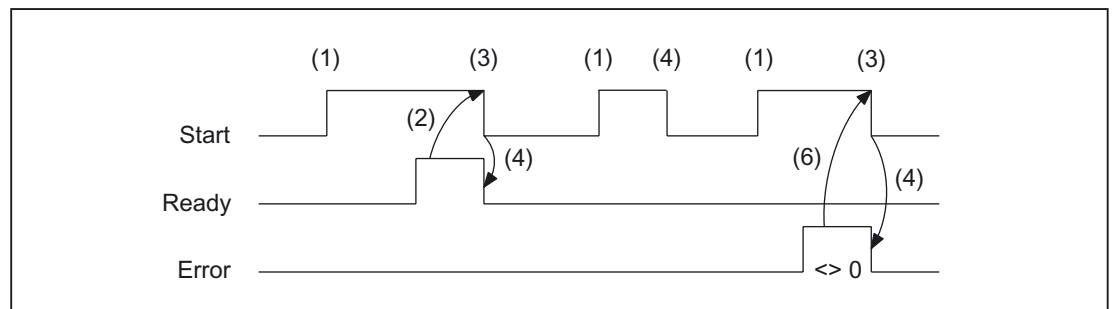 (1) (3) (1) (4) (1) (3)
Start
(2)
(4)
(6)
(4)
Ready
Error
<> 0